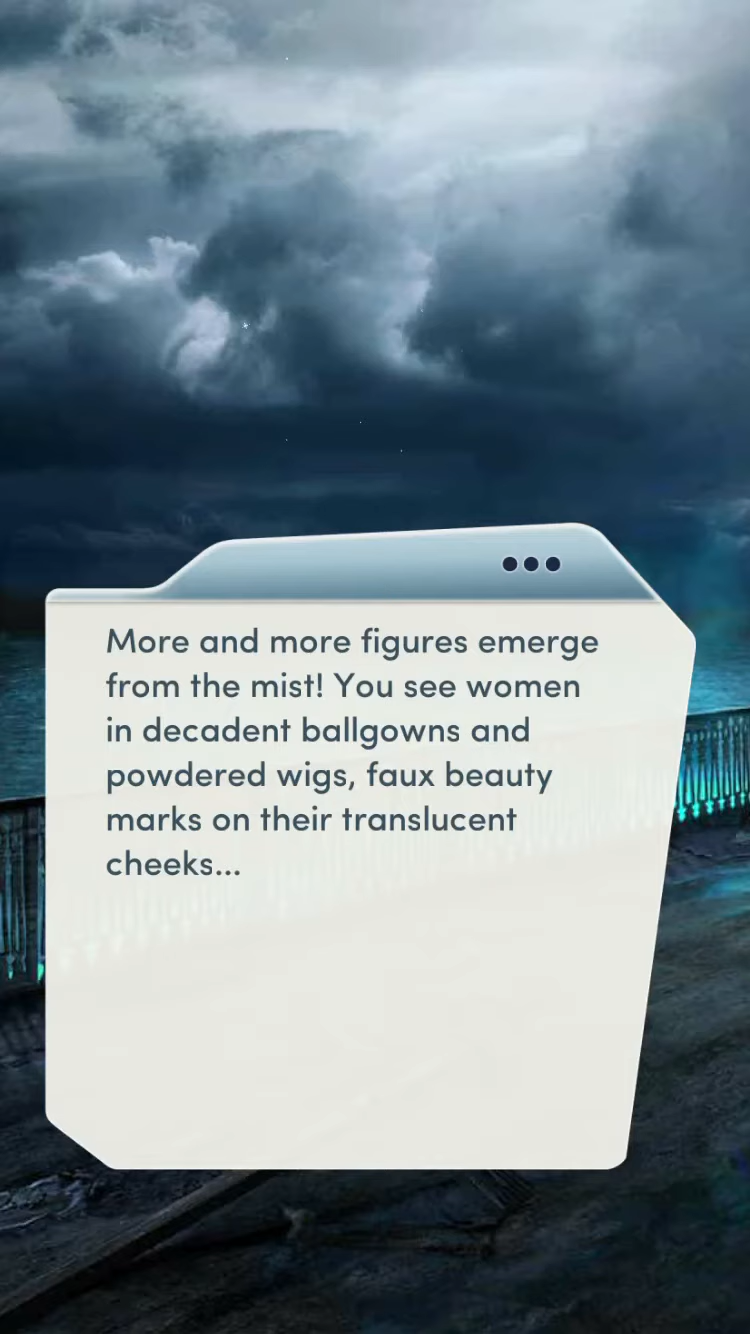 More and more figures emerge
from the mist! You see women
in decadent ballgowns and
powdered wigs, faux beauty
marks on their translucent
cheeks...